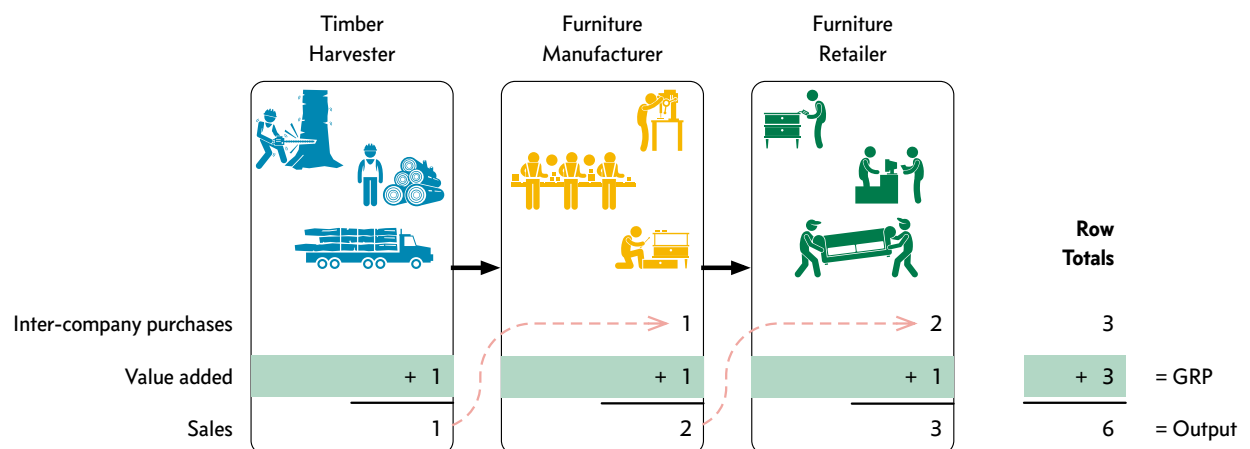 Timber
Harvester
Furniture
Manufacturer
Furniture
Retailer
Row
Totals
Inter-company purchases 1 2 3
Value added + 1 + 1 + 1 + 3 = GRP
Sales 1 2 3 6 = Output